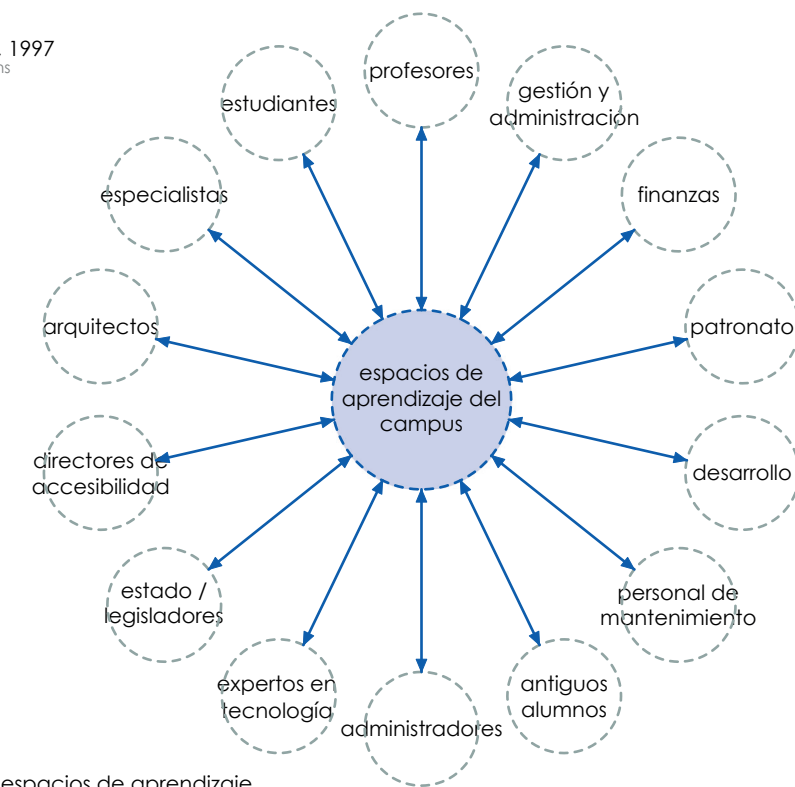 1997
ns
profesores
gestión y
administración
estudiantes
finanzas
especialistas
patronato
arquitectos
espacios de
aprendizaje del
campus
directores de
accesibilidad
desarrollo
estado /
legisladores
personal de
mantenimiento
expertos en
tecnología
administradores
antiguos
alumnos
espacios de aprendizaje